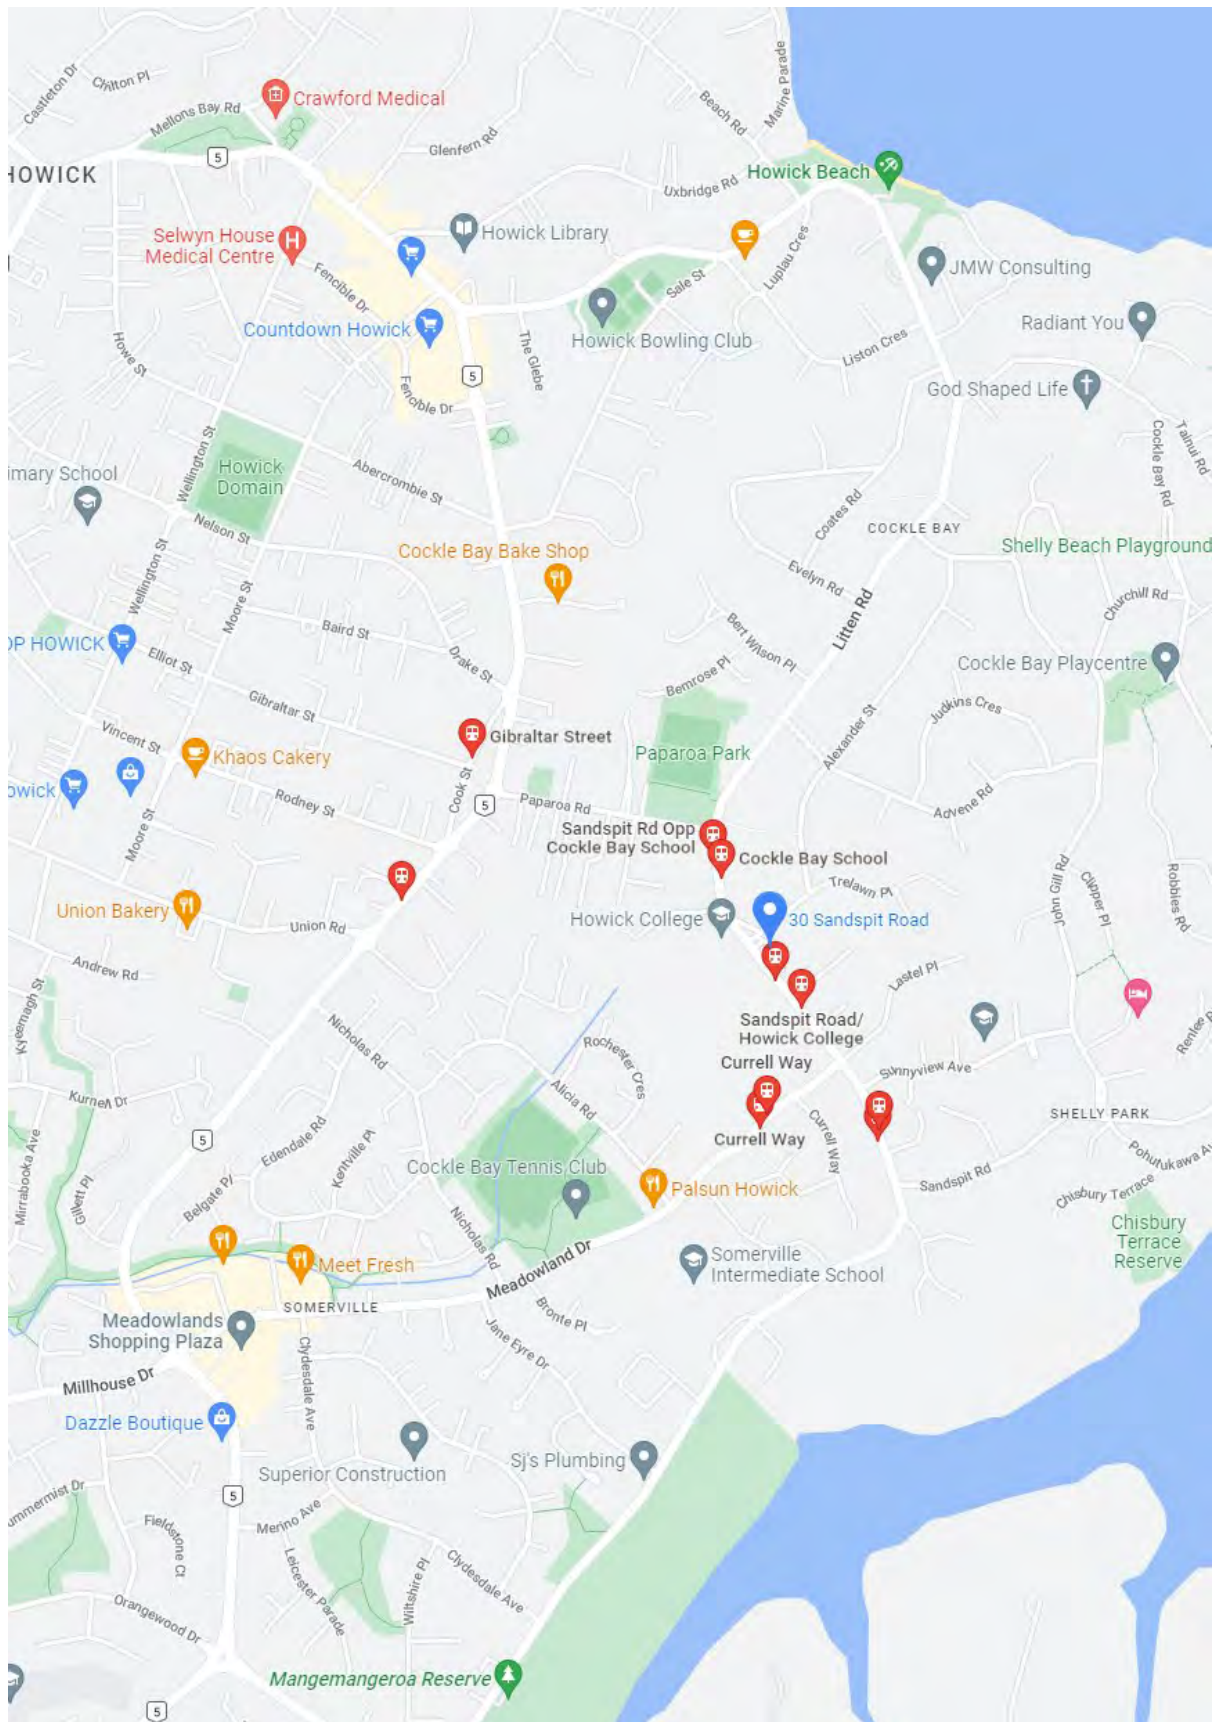 Castleton Dr
Chilton Pl
Mellons Bay Rd
Crawford Medical
Beach Rd
Marine Parade
Glenfern Rd
5
HOWICK
Howick Beach
Uxbridge Rd
Selwyn House
Medical Centre
Howick Library
Luplau Cres
Sale St
JMW Consulting
Fencible Dr
Countdown Howick
Howick Bowling Club
Radiant You
Howe St
The Glebe
Liston Cres
5
God Shaped Life
Fencible Dr
Cockle Bay Rd
Tainui Rd
Wellington St
Howick
Domain
Abercrombie St
imary School
Coates Rd
COCKLE BAY
Nelson St
Cockle Bay Bake Shop
Shelly Beach Playground
Evelyn Rd
Wellington St
Moore St
Litten Rd
Churchill Rd
Baird St
Bert Wilson Pl
OP HOWICK
Elliot St
Drake St
Bemrose Pl
Cockle Bay Playcentre
Gibraltar St
Judkins Cres
Alexander St
Vincent St
Gibraltar Street
Khaos Cakery
Paparoa Park
owick
Cook St
Rodney St
5
Paparoa Rd
Advene Rd
Moore St
Sandspit Rd Opp
Cockle Bay School
Cockle Bay School
John Gill Rd
Clipper Pl
Robbies Rd
Trelawn Pl
Union Bakery
Union Rd
Howick College
30 Sandspit Road
Andrew Rd
Lastel Pl
Kyeemagh St
Sandspit Road/
Howick College
Nicholas Rd
Rochester Cres
Currell Way
Sunnyview Ave
Alicia Rd
Kurnell Dr
SHELLY PARK
5
Edendale Rd
Kentville Pl
Currell Way
Currell Way
Mirrabooka Ave
Gillett Pl
Cockle Bay Tennis Club
Pohutukawa Av
Belgate Pl
Palsun Howick
Sandspit Rd
Chisbury Terrace
Nicholas Rd
Chisbury
Terrace
Reserve
Meadowland Dr
Somerville
Intermediate School
Meet Fresh
SOMERVILLE
Meadowlands
Shopping Plaza
Bronte Pl
Jane Eyre Dr
Clydesdale Ave
Millhouse Dr
Dazzle Boutique
Sj's Plumbing
Superior Construction
5
ummermist Dr
Merino Ave
Fieldstone Ct
Leicester Parade
Wiltshire Pl
Clydesdale Ave
Orangewood Dr
Mangemangeroa Reserve
5